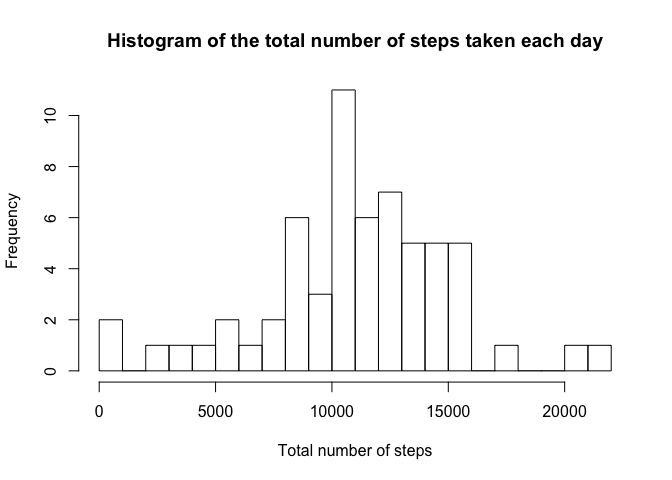 Histogram of the total number of steps taken each day
Frequency
10
8
6
4
2
0
0 5000 10000 15000 20000
Total number of steps